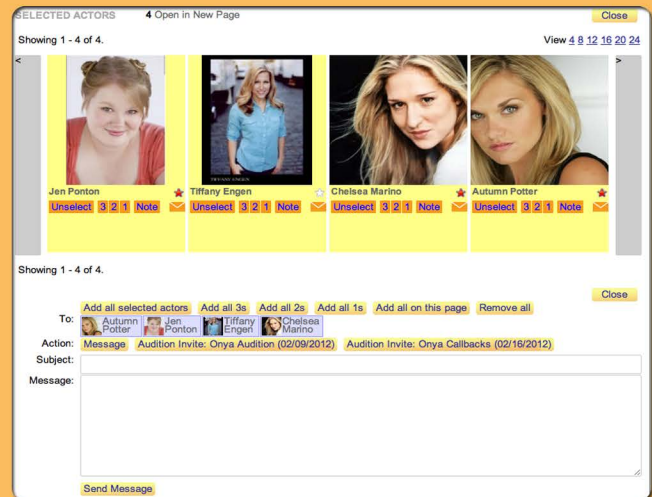 SELECTED ACTORS 4 Open in New Page Close
Showing 1 - 4 of 4. View 4 8 12 16 20 24
< >
TIFFANY ENGEN
Jen Ponton Tiffany Engen Chelsea Marino Autumn Potter
Unselect 3 2 1 Note Unselect 3 2 1 Note Unselect 3 2 1 Note Unselect 3 2 1 Note
Showing 1 - 4 of 4.
Close
Add all selected actors Add all 3s Add all 2s Add all 1s Add all on this page Remove all
To: Autumn Potter Jen Ponton Tiffany Engen Chelsea Marino
Action: Message Audition Invite: Onya Audition (02/09/2012) Audition Invite: Onya Callbacks (02/16/2012)
Subject:
Message:
Send Message